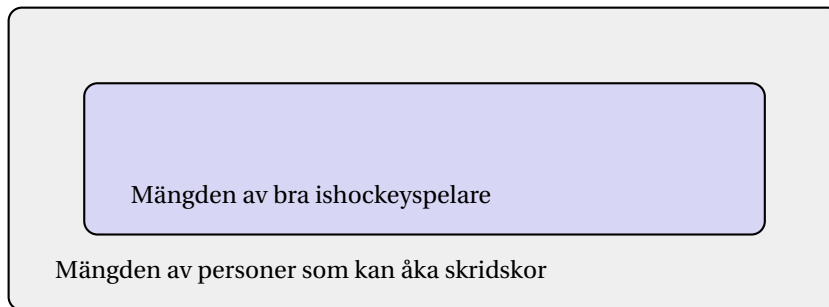 Mängden av bra ishockeyspelare
Mängden av personer som kan åka skridskor